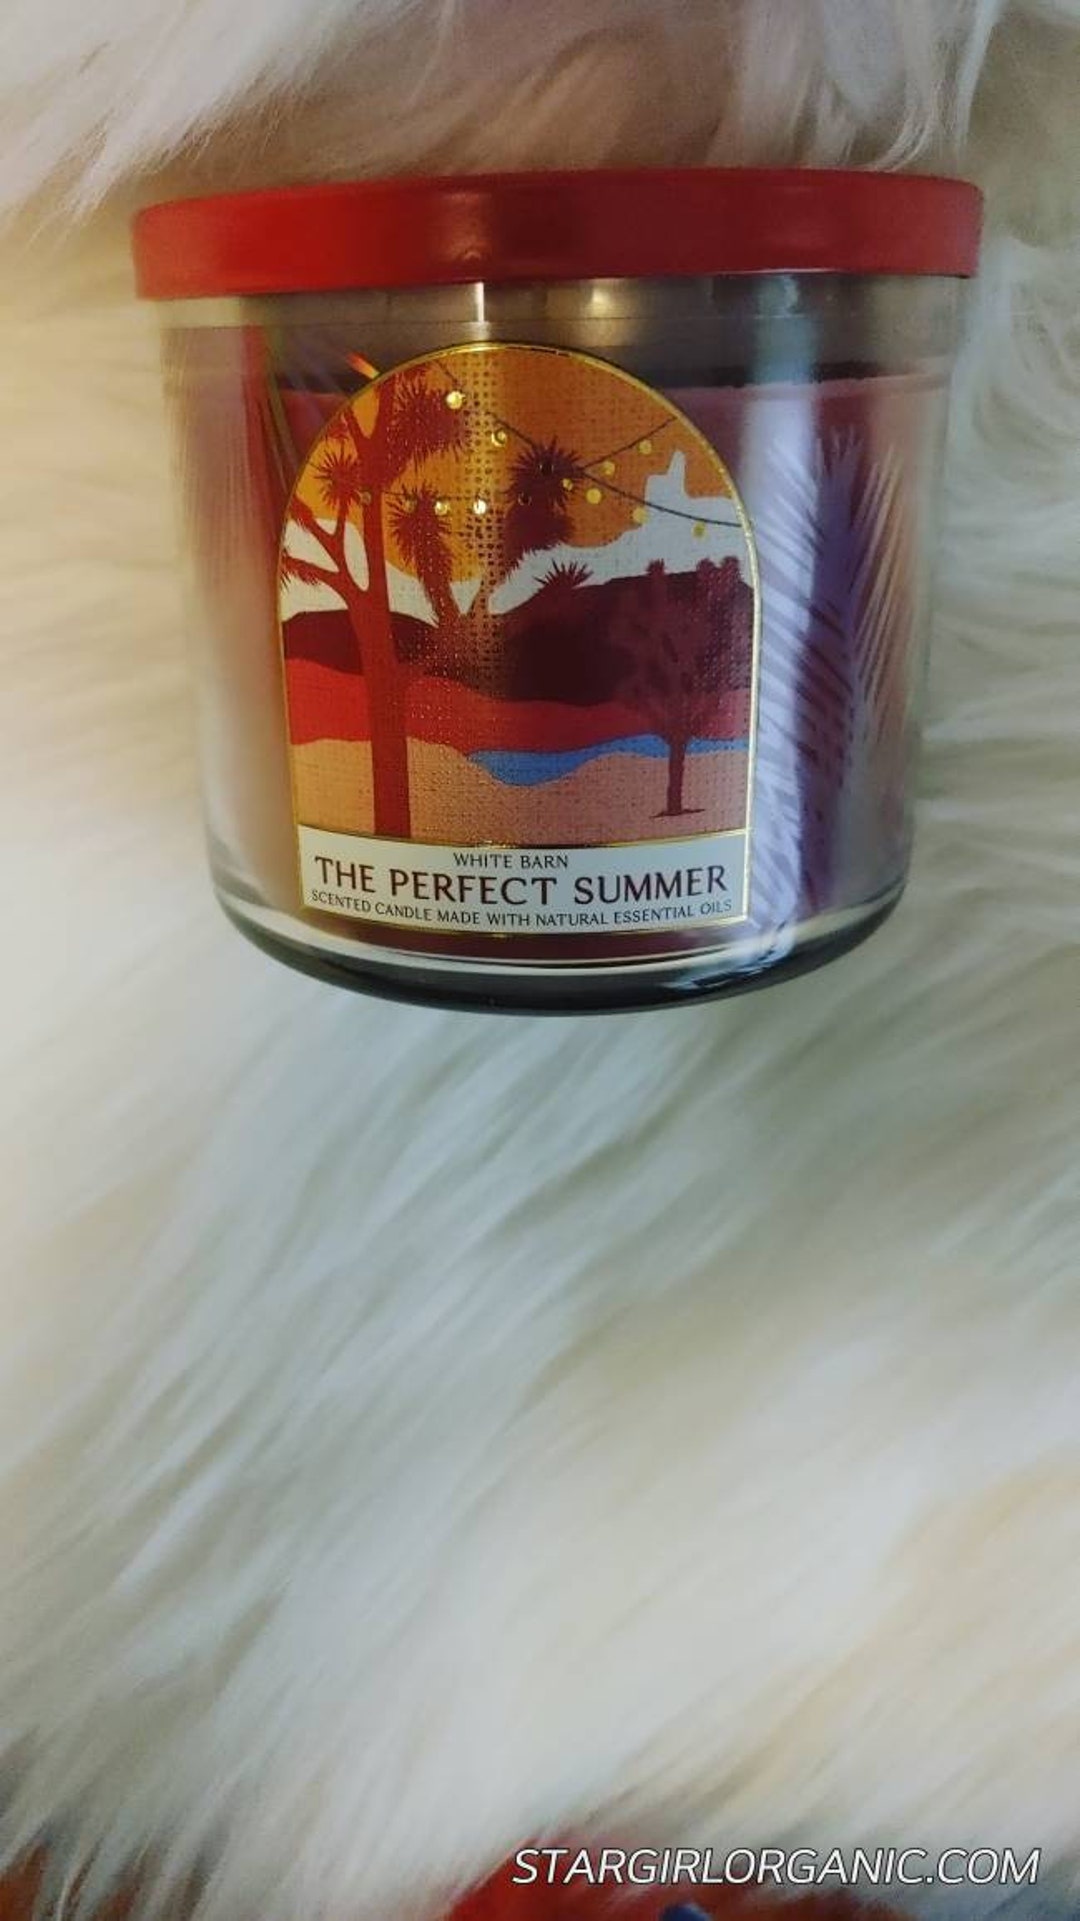 WHITE BARN
THE PERFECT SUMMER
SCENTED CANDLE MADE WITH NATURAL ESSENTIAL OILS
STARGIRLORGANIC.COM